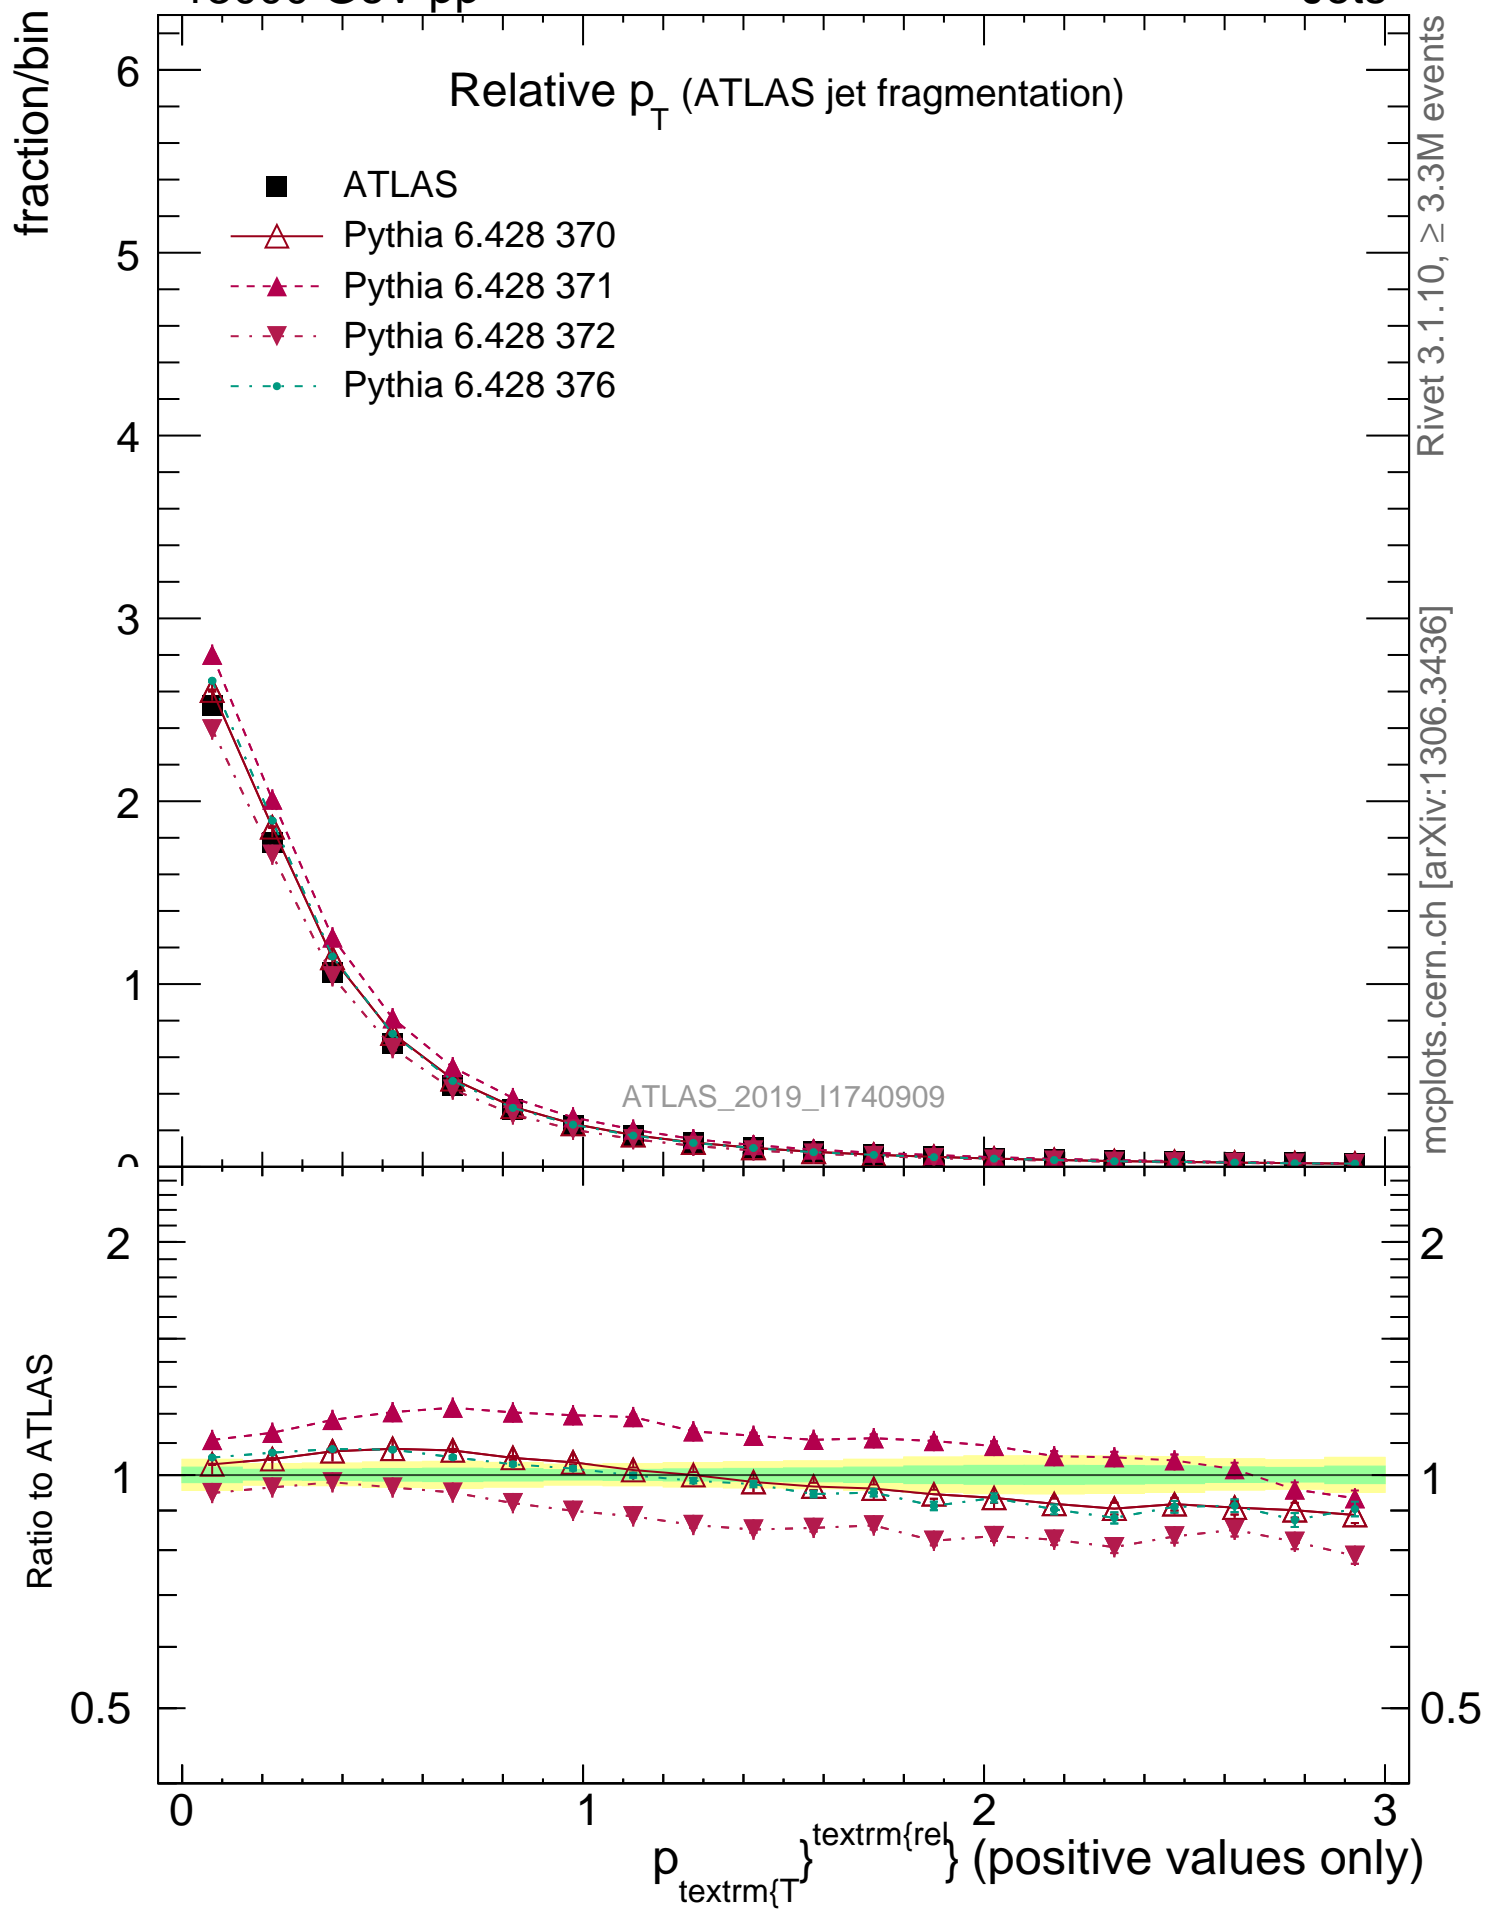 fraction/bin
Relative p_T (ATLAS jet fragmentation)
ATLAS
Pythia 6.428 370
Pythia 6.428 371
Pythia 6.428 372
Pythia 6.428 376
6
5
4
3
2
1
0
ATLAS_2019_I1740909
Rivet 3.1.10, ≥ 3.3M events
mcplots.cern.ch [arXiv:1306.3436]
Ratio to ATLAS
2
1
0.5
2
1
0.5
0 1 2 3
p_textrm{T}^textrm{rel} (positive values only)